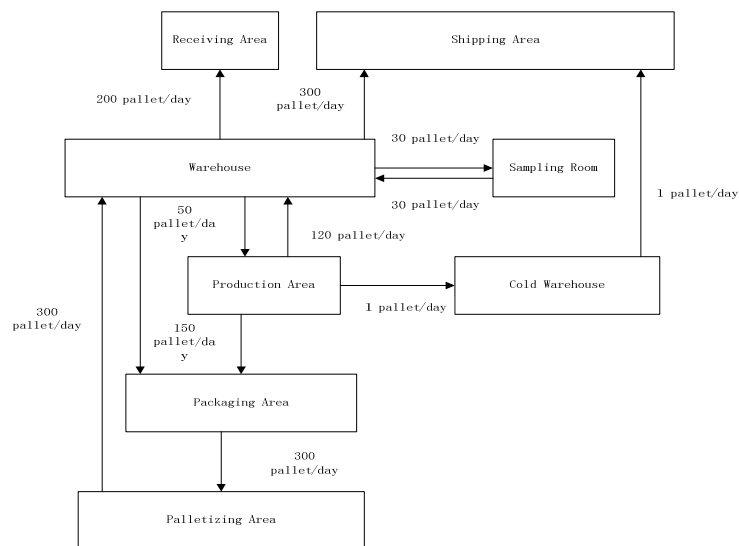 Receiving Area
Shipping Area
200 pallet/day
300
pallet/day
30 pallet/day
Warehouse
Sampling Room
30 pallet/day
1 pallet/day
50
pallet/da
y
120 pallet/day
Production Area
Cold Warehouse
1 pallet/day
300
pallet/day
150
pallet/da
y
Packaging Area
300
pallet/day
Palletizing Area